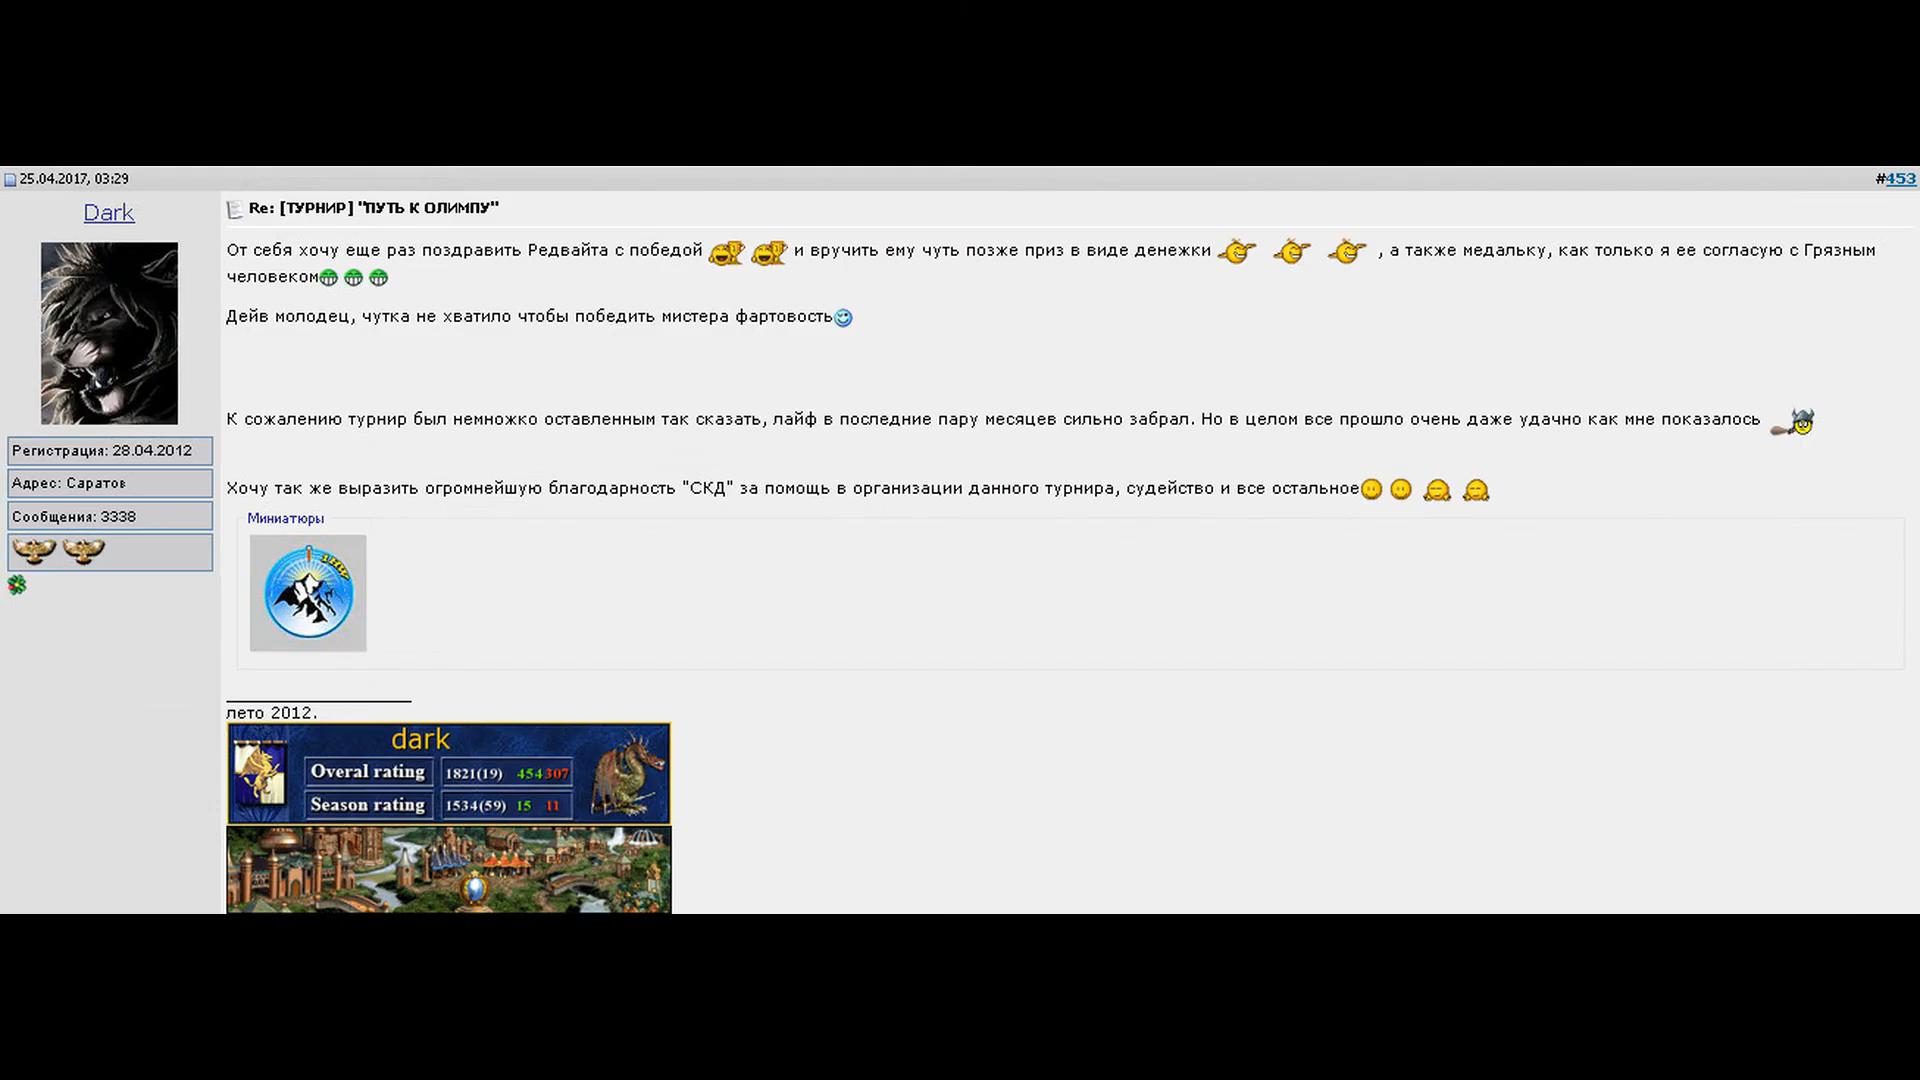 25.04.2017, 03:29
#453
Dark
Re: [ТУРНИР] "ПУТЬ К ОЛИМПУ"
От себя хочу еще раз поздравить Редвайта с победой и вручить ему чуть позже приз в виде денежки , а также медальку, как только я ее согласую с Грязным
человеком
Дейв молодец, чутка не хватило чтобы победить мистера фартовость
К сожалению турнир был немножко оставленным так сказать, лайф в последние пару месяцев сильно забрал. Но в целом все прошло очень даже удачно как мне показалось
Регистрация: 28.04.2012
Адрес: Саратов
Сообщения: 3338
Хочу так же выразить огромнейшую благодарность "СКД" за помощь в организации данного турнира, судейство и все остальное
Миниатюры
лето 2012.
dark
Overal rating 1821(19) 454 307
Season rating 1534(59) 15 11